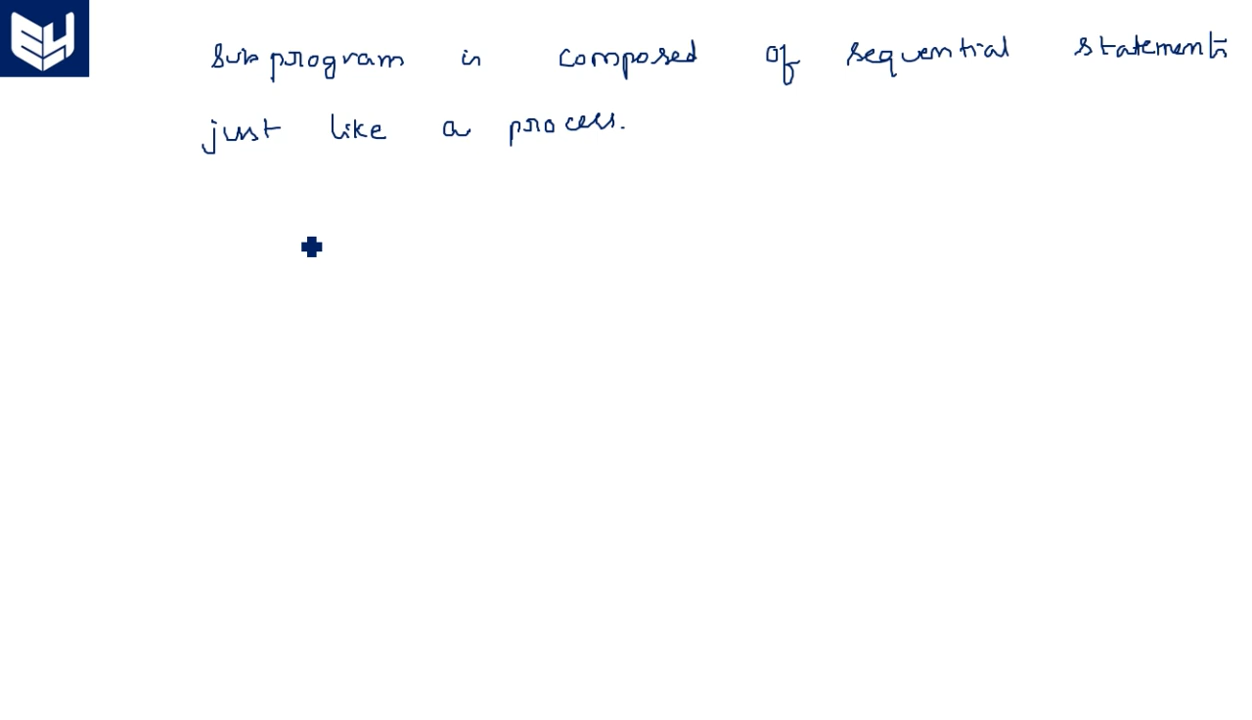 Subprogram is composed of sequential statements
just like a process.